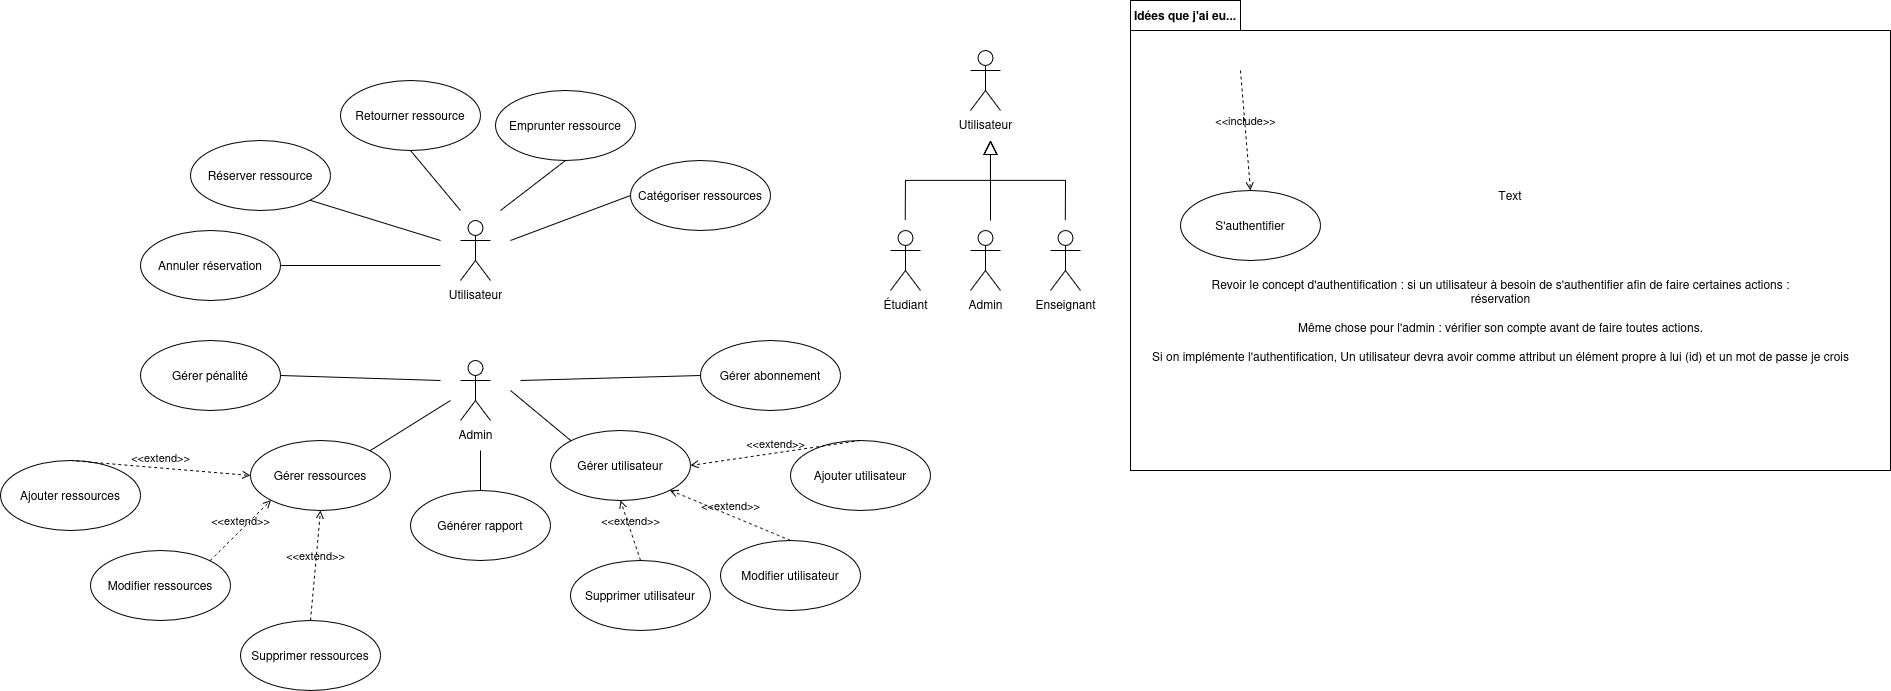 Idées que j'ai eu...
Utilisateur
Retourner ressource
Emprunter ressource
<<include>>
Réserver ressource
Catégoriser ressources
Text
S'authentifier
Annuler réservation
Utilisateur
Étudiant
Admin
Enseignant
Revoir le concept d'authentification : si un utilisateur à besoin de s'authentifier afin de faire certaines actions :
réservation
Même chose pour l'admin : vérifier son compte avant de faire toutes actions.
Si on implémente l'authentification, Un utilisateur devra avoir comme attribut un élément propre à lui (id) et un mot de passe je crois
Gérer pénalité
Gérer abonnement
Admin
<<extend>>
<<extend>>
Gérer ressources
Gérer utilisateur
Ajouter utilisateur
Ajouter ressources
<<extend>>
<<extend>>
<<extend>>
Générer rapport
<<extend>>
Modifier ressources
Modifier utilisateur
Supprimer utilisateur
Supprimer ressources